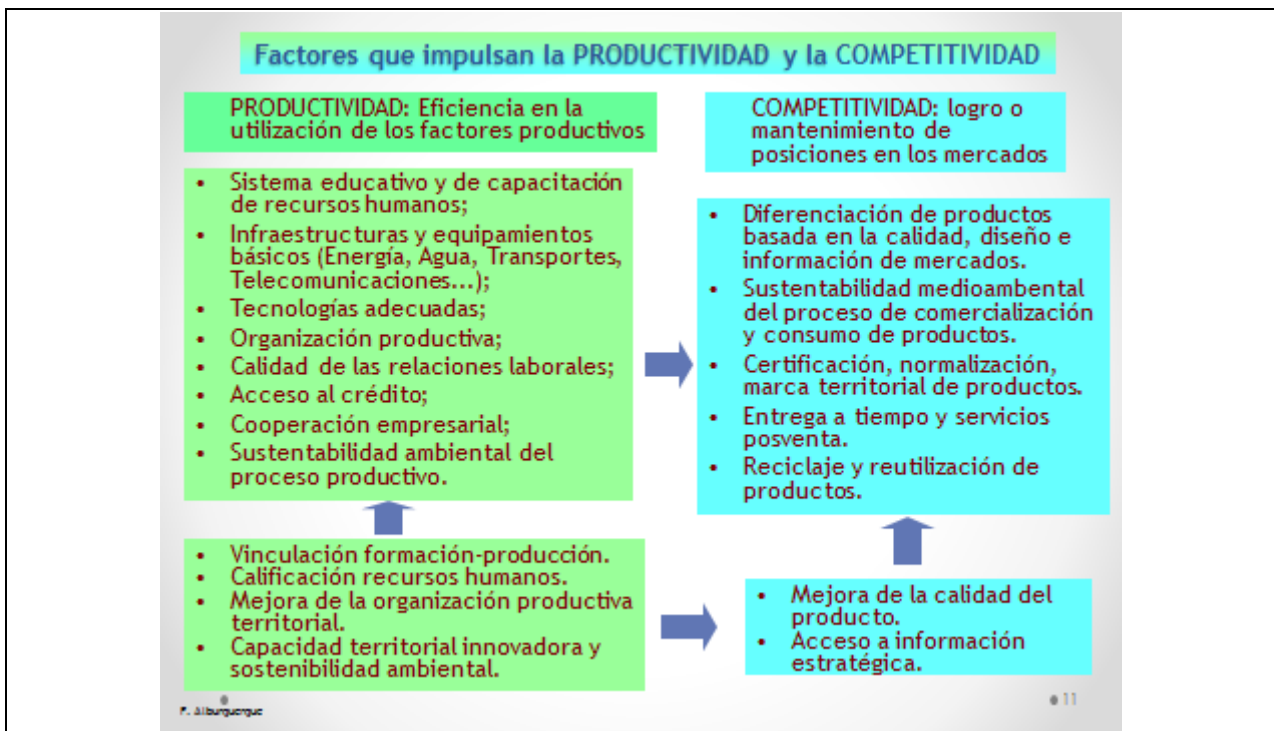 Factores que impulsan la PRODUCTIVIDAD y la COMPETITIVIDAD
PRODUCTIVIDAD: Eficiencia en la
utilización de los factores productivos
• Sistema educativo y de capacitación
de recursos humanos;
• Infraestructuras y equipamientos
básicos (Energía, Agua, Transportes,
Telecomunicaciones...);
• Tecnologías adecuadas;
• Organización productiva;
• Calidad de las relaciones laborales;
• Acceso al crédito;
• Cooperación empresarial;
• Sustentabilidad ambiental del
proceso productivo.
• Vinculación formación-producción.
• Calificación recursos humanos.
• Mejora de la organización productiva
territorial.
• Capacidad territorial innovadora y
sostenibilidad ambiental.
COMPETITIVIDAD: logro o
mantenimiento de
posiciones en los mercados
• Diferenciación de productos
basada en la calidad, diseño e
información de mercados.
• Sustentabilidad medioambental
del proceso de comercialización
y consumo de productos.
• Certificación, normalización,
marca territorial de productos.
• Entrega a tiempo y servicios
posventa.
• Reciclaje y reutilización de
productos.
• Mejora de la calidad del
producto.
• Acceso a información
estratégica.
F. Alburquerque
11